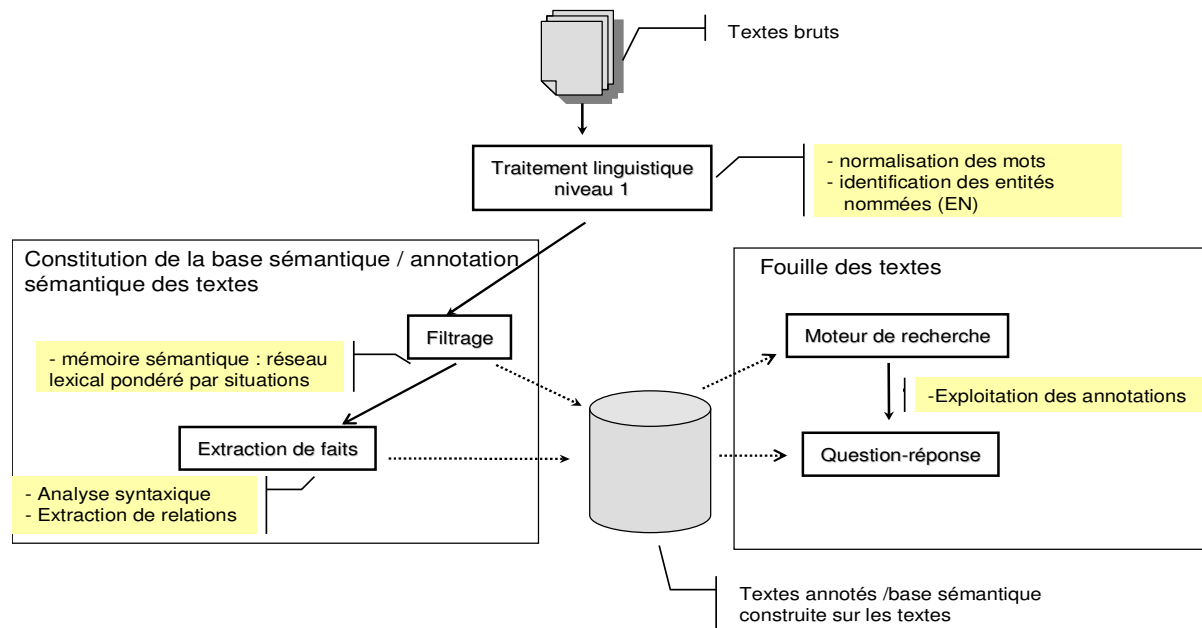 Textes bruts
Traitement linguistique
niveau 1
- normalisation des mots
- identification des entités
nommées (EN)
Constitution de la base sémantique / annotation
sémantique des textes
Filtrage
- mémoire sémantique : réseau
lexical pondéré par situations
Extraction de faits
- Analyse syntaxique
- Extraction de relations
Fouille des textes
Moteur de recherche
-Exploitation des annotations
Question-réponse
Textes annotés /base sémantique
construite sur les textes